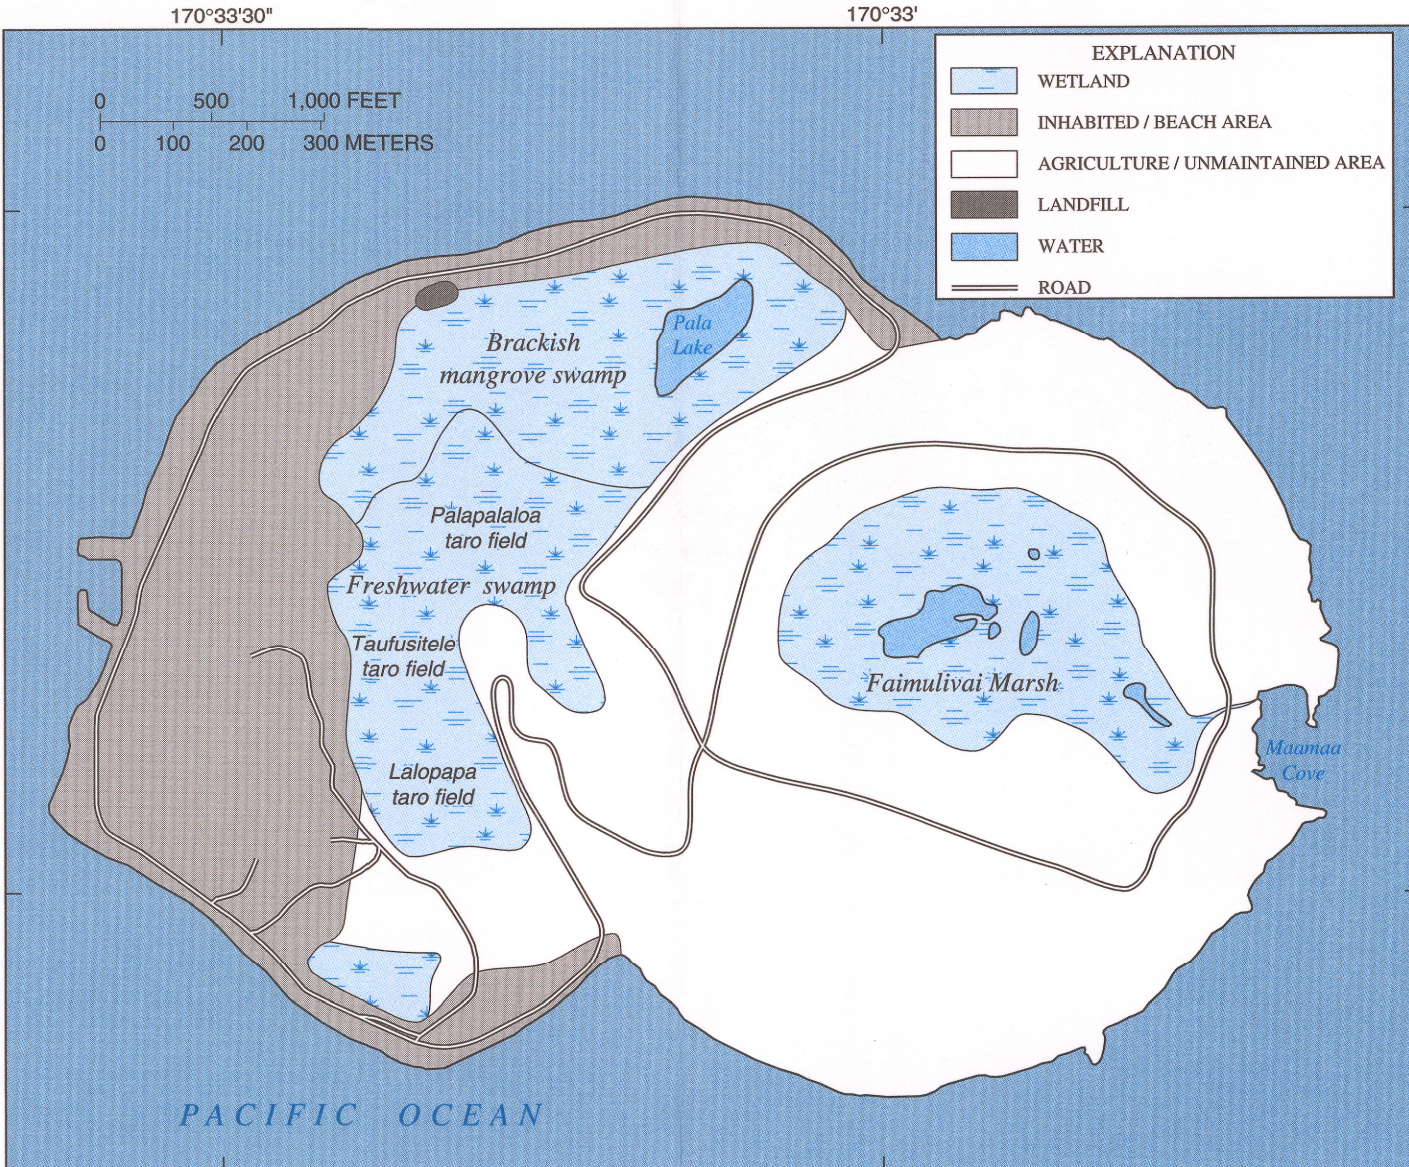 170°33'30"
170°33'
EXPLANATION
WETLAND
INHABITED / BEACH AREA
AGRICULTURE / UNMAINTAINED AREA
LANDFILL
WATER
ROAD
0 500 1,000 FEET
0 100 200 300 METERS
Pala
Lake
Brackish
mangrove swamp
Palapalaloa
taro field
Freshwater swamp
Taufusitele
taro field
Faimulivai Marsh
Maamaa
Cove
Lalopapa
taro field
PACIFIC OCEAN